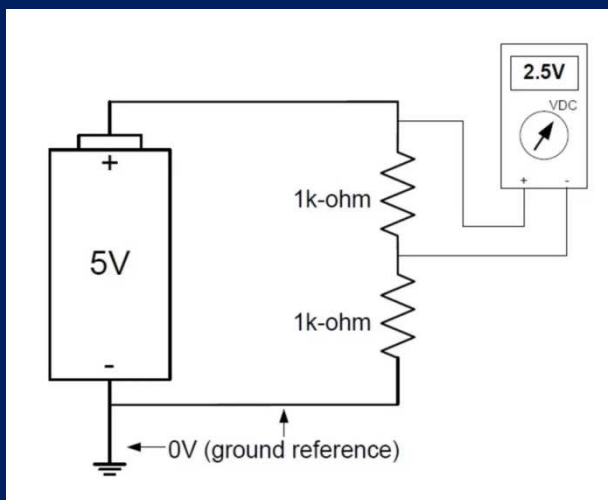 2.5V
VDC
+ -
+
1k-ohm
5V
1k-ohm
-
0V (ground reference)